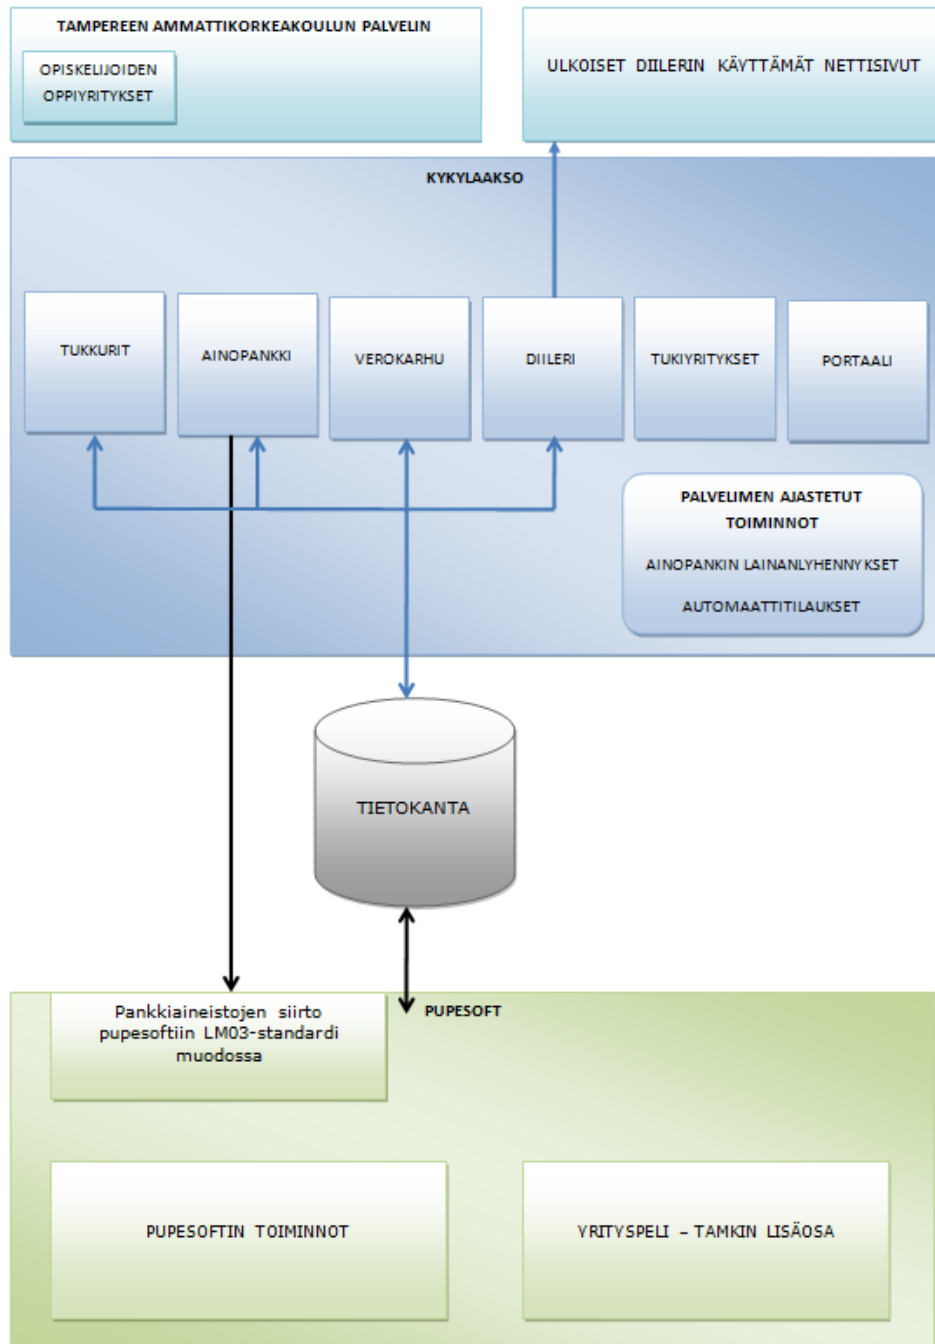 TAMPEREEN AMMATTIKORKEAKOULUN PALVELIN
OPISKELIJOIDEN
OPPIYRITYKSET
ULKOISET DIILERIN KÄYTTÄMÄT NETTISIVUT
KYKYLAAKSO
TUKKURIT
AINOPANKKI
VEROKARHU
DIILERI
TUKIYRITYKSET
PORTAALI
PALVELIMEN AJASTETUT
TOIMINNOT
AINOPANKIN LAINANLYHENNYKSET
AUTOMAATTITILAUKSET
TIETOKANTA
Pankkiaineistojen siirto
pupesoftiin LM03-standardi
muodossa
PUPESOFT
PUPESOFTIN TOIMINNOT
YRITYSPELI – TAMKIN LISÄOSA